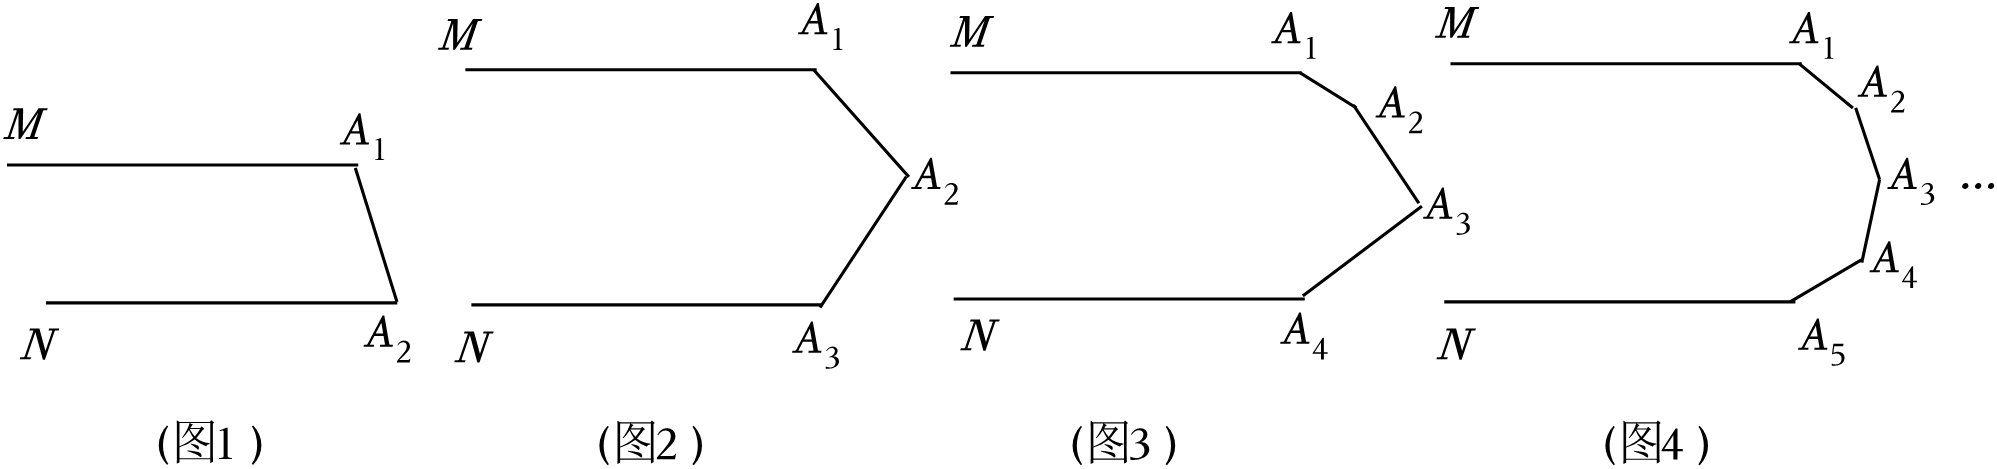 M A₁ A₂ N
M A₁ A₂ A₃ N
M A₁ A₂ A₃ A₄ N
M A₁ A₂ A₃ A₄ A₅ N
...
(图1) (图2) (图3) (图4)